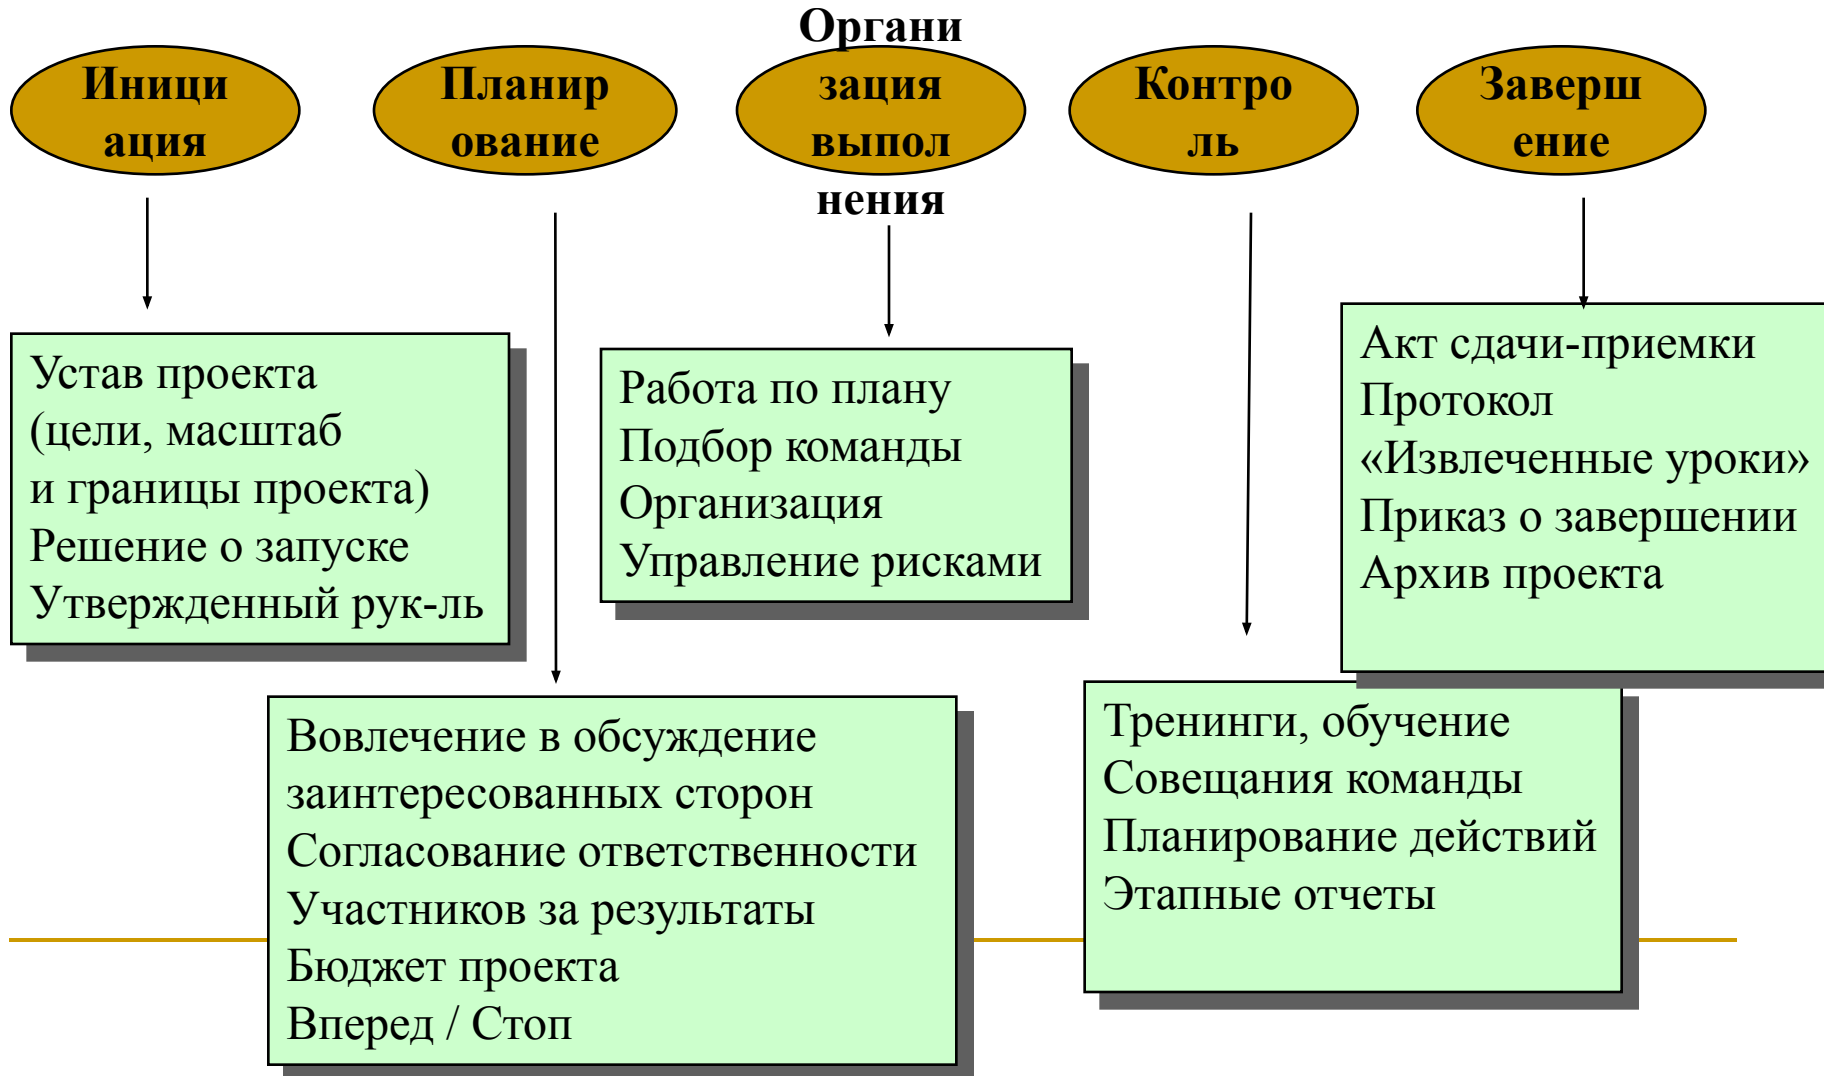 Иници
ация
Планир
ование
Органи
зация
выпол
нения
Контро
ль
Заверш
ение
Устав проекта
(цели, масштаб
и границы проекта)
Решение о запуске
Утвержденный рук-ль
Вовлечение в обсуждение
заинтересованных сторон
Согласование ответственности
Участников за результаты
Бюджет проекта
Вперед / Стоп
Работа по плану
Подбор команды
Организация
Управление рисками
Тренинги, обучение
Совещания команды
Планирование действий
Этапные отчеты
Акт сдачи-приемки
Протокол
«Извлеченные уроки»
Приказ о завершении
Архив проекта